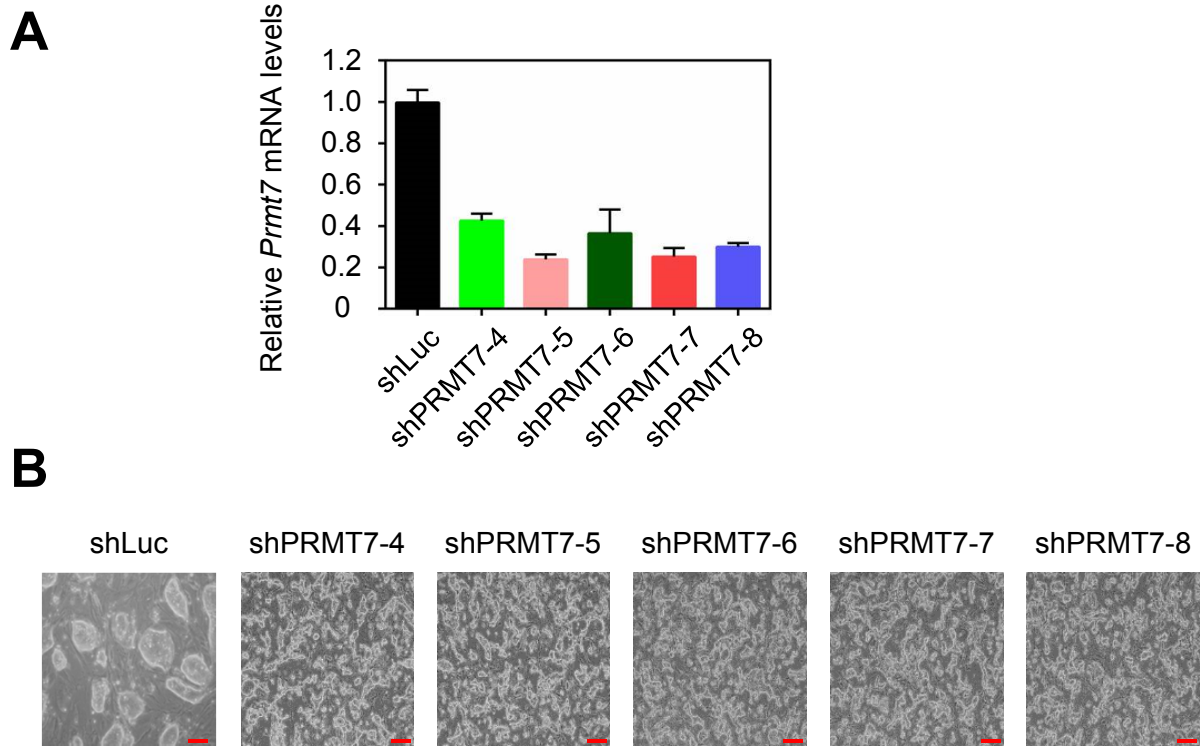 A
Relative Prmt7 mRNA levels
1.2
1.0
0.8
0.6
0.4
0.2
0
shLuc
shPRMT7-4
shPRMT7-5
shPRMT7-6
shPRMT7-7
shPRMT7-8
B
shLuc shPRMT7-4 shPRMT7-5 shPRMT7-6 shPRMT7-7 shPRMT7-8